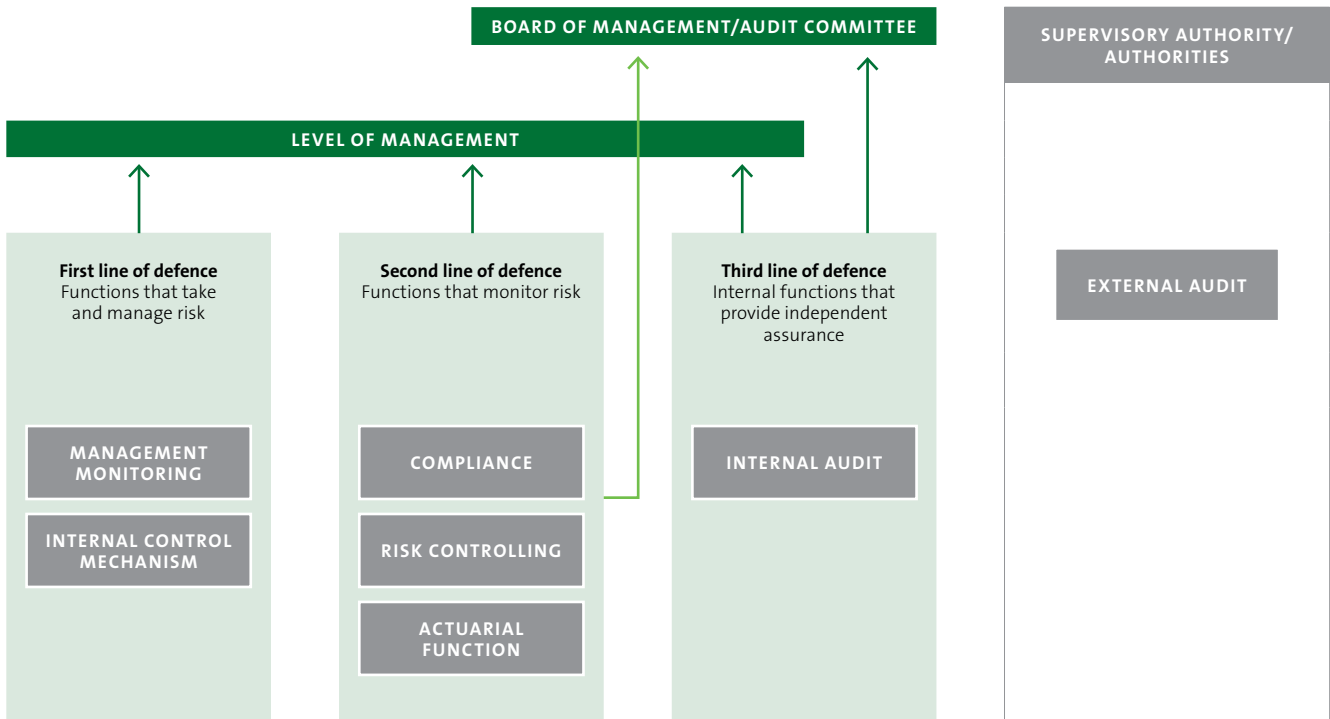 BOARD OF MANAGEMENT/AUDIT COMMITTEE
SUPERVISORY AUTHORITY/
AUTHORITIES
LEVEL OF MANAGEMENT
First line of defence
Functions that take
and manage risk
MANAGEMENT
MONITORING
INTERNAL CONTROL
MECHANISM
Second line of defence
Functions that monitor risk
COMPLIANCE
RISK CONTROLLING
ACTUARIAL
FUNCTION
Third line of defence
Internal functions that
provide independent
assurance
INTERNAL AUDIT
EXTERNAL AUDIT